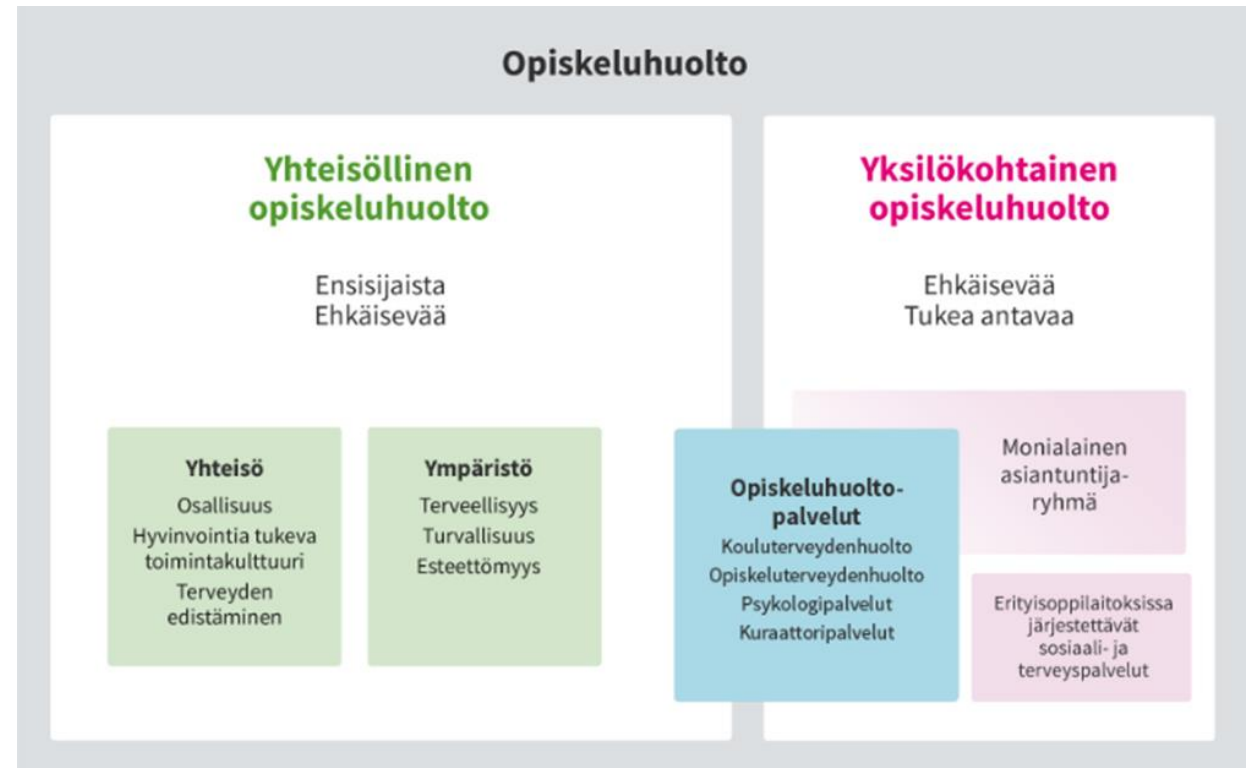 Opiskeluhuolto
Yhteisöllinen
opiskeluhuolto
Ensisijaista
Ehkäisevää
Yhteisö
Osallisuus
Hyvinvointia tukeva
toimintakulttuuri
Terveyden
edistäminen
Ympäristö
Terveellisyys
Turvallisuus
Esteettömyys
Opiskeluhuolto-
palvelut
Kouluterveydenhuolto
Opiskeluterveydenhuolto
Psykologipalvelut
Kuraattoripalvelut
Yksilökohtainen
opiskeluhuolto
Ehkäisevää
Tukea antavaa
Monialainen
asiantuntija-
ryhmä
Erityisoppilaitoksissa
järjestettävät
sosiaali- ja
terveyspalvelut